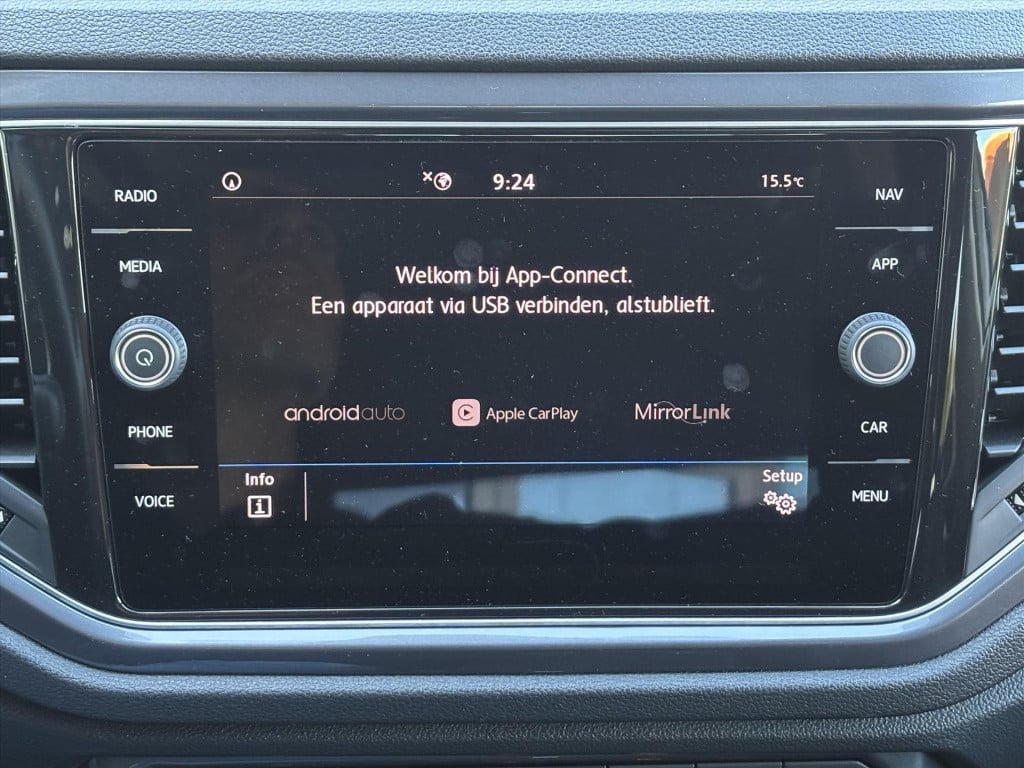 RADIO
MEDIA
PHONE
VOICE
9:24
15.5°C
Welkom bij App-Connect.
Een apparaat via USB verbinden, alstublieft.
androidauto
Apple CarPlay
MirrorLink
Info
Setup
NAV
APP
CAR
MENU